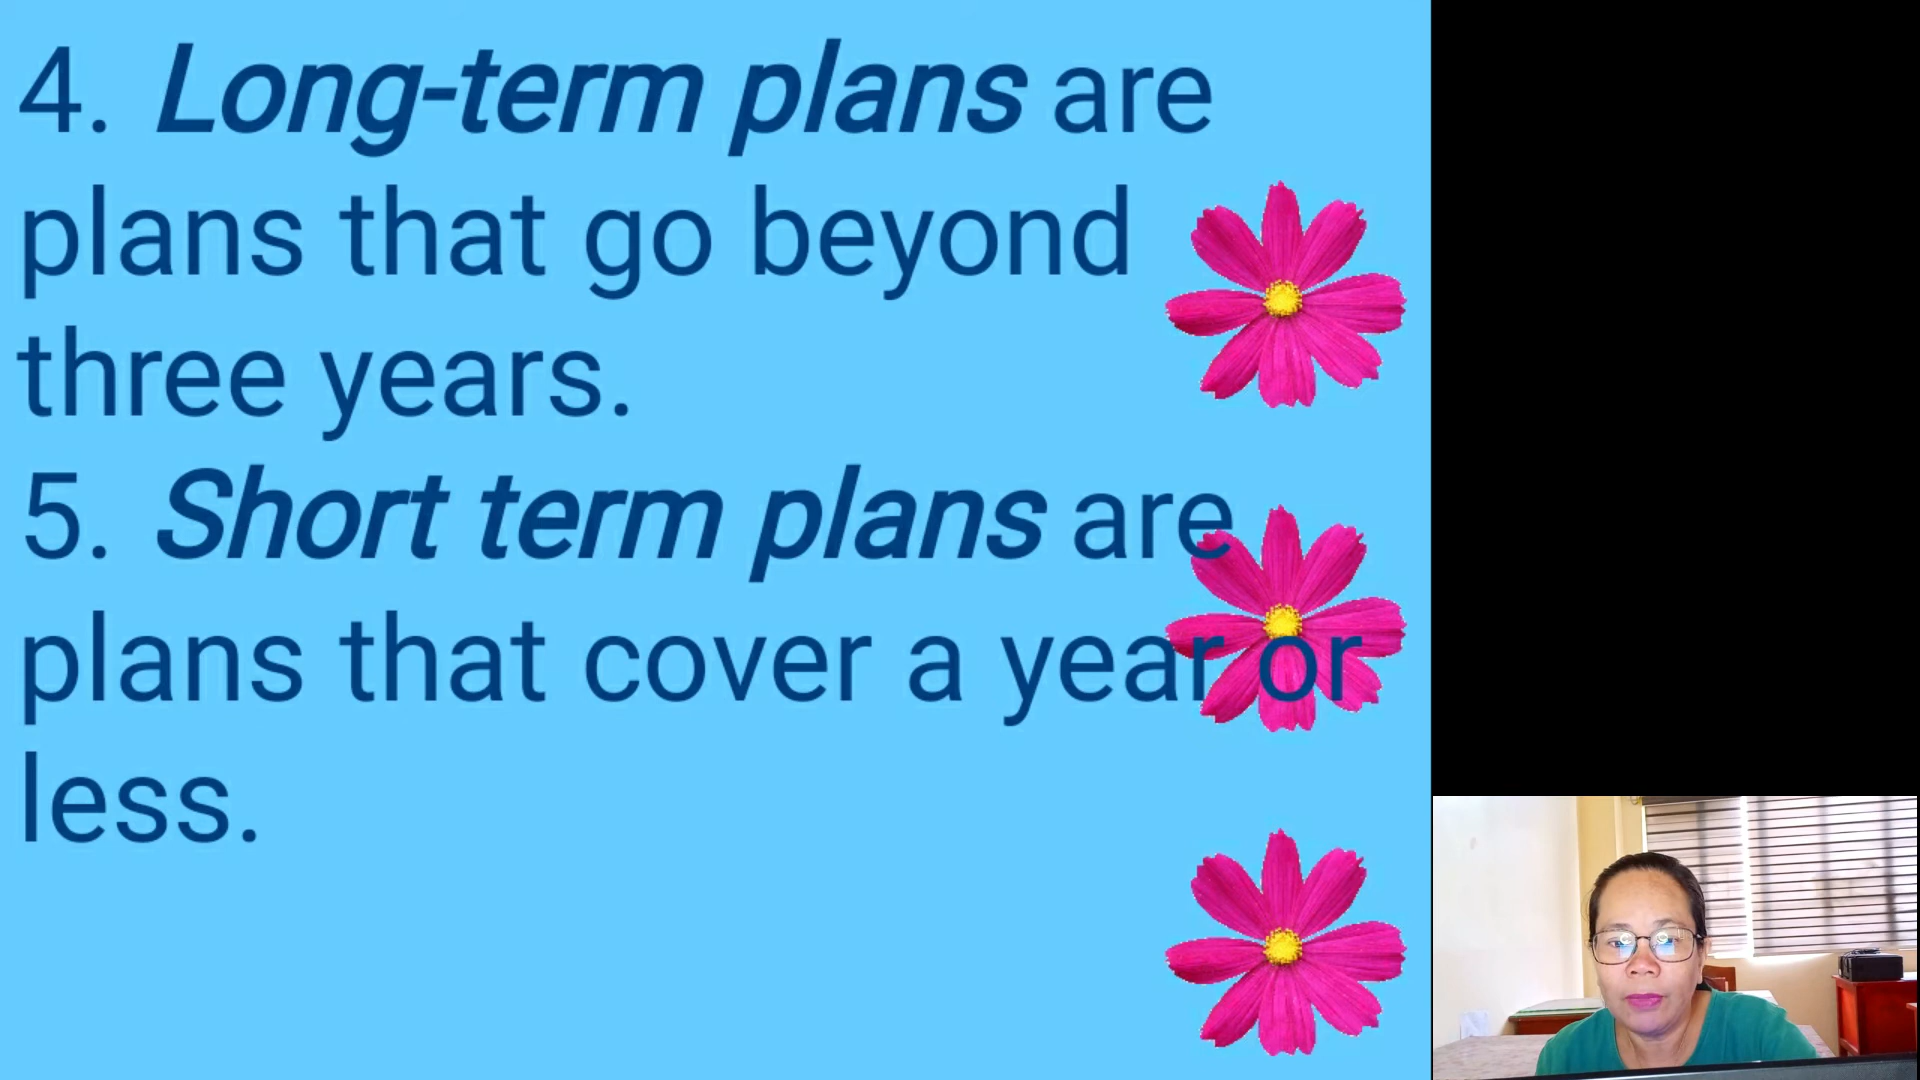 4. Long-term plans are
plans that go beyond
three years.
5. Short term plans are
plans that cover a year or
less.